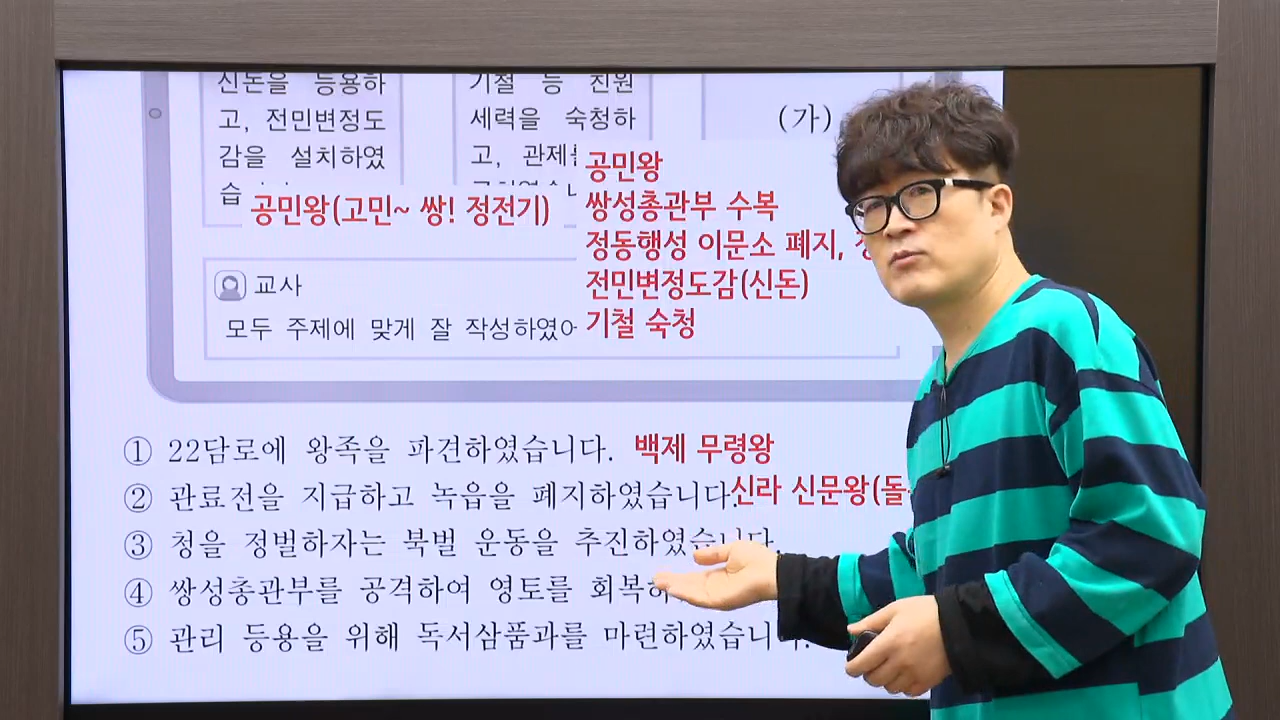 신돈을 등용하
고, 전민변정도
감을 설치하였
습
기철 등 친원
세력을 숙청하
고, 관제
(가)
공민왕(고민~ 쌍! 정전기)
공민왕
쌍성총관부 수복
정동행성 이문소 폐지,
전민변정도감(신돈)
기철 숙청
교사
모두 주제에 맞게 잘 작성하였어
① 22담로에 왕족을 파견하였습니다. 백제 무령왕
② 관료전을 지급하고 녹읍을 폐지하였습니다. 신라 신문왕(돌
③ 청을 정벌하자는 북벌 운동을 추진하였습니다.
④ 쌍성총관부를 공격하여 영토를 회복하
⑤ 관리 등용을 위해 독서삼품과를 마련하였습니다.